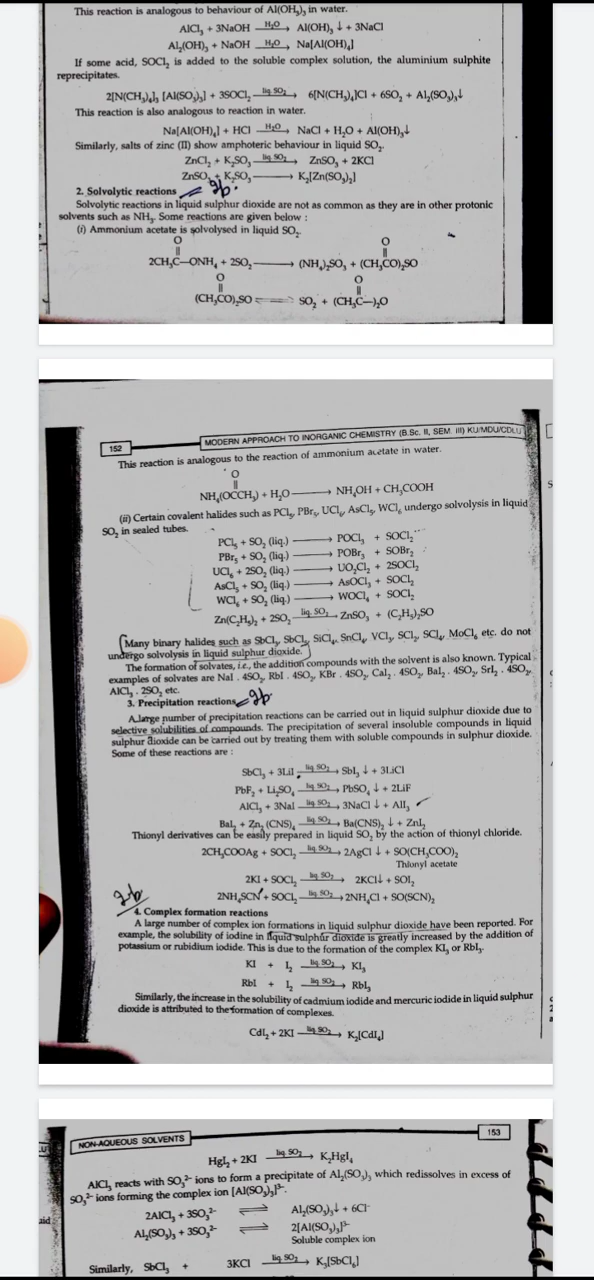 This reaction is analogous to behaviour of Al(OH)₃, in water.
AlCl₃ + 3NaOH —H₂O→ Al(OH)₃ ↓ + 3NaCl
Al₂(OH)₃ + NaOH —H₂O→ Na[Al(OH)₄]
If some acid, SOCl₂ is added to the soluble complex solution, the aluminium sulphite
reprecipitates.
2[N(CH₃)₄]₃ [Al(SO₃)₃] + 3SOCl₂ —liq. SO₂→ 6[N(CH₃)₄]Cl + 6SO₂ + Al₂(SO₃)₃↓
This reaction is also analogous to reaction in water.
Na[Al(OH)₄] + HCl —H₂O→ NaCl + H₂O + Al(OH)₃↓
Similarly, salts of zinc (II) show amphoteric behaviour in liquid SO₂.
ZnCl₂ + K₂SO₃ —liq. SO₂→ ZnSO₃ + 2KCl
ZnSO₃ + K₂SO₃ ——→ K₂[Zn(SO₃)₂]
2. Solvolytic reactions
Solvolytic reactions in liquid sulphur dioxide are not as common as they are in other protonic
solvents such as NH₃. Some reactions are given below :
(i) Ammonium acetate is solvolysed in liquid SO₂.
O O
|| ||
2CH₃C—ONH₄ + 2SO₂ ——→ (NH₄)₂SO₃ + (CH₃CO)₂SO
O O
|| ||
(CH₃CO)₂SO ⇌ SO₂ + (CH₃C—)₂O
152 MODERN APPROACH TO INORGANIC CHEMISTRY (B.Sc. II, SEM. III) KU/MDU/CDLU
This reaction is analogous to the reaction of ammonium acetate in water.
O
||
NH₄(OCCH₃) + H₂O ——→ NH₄OH + CH₃COOH
(ii) Certain covalent halides such as PCl₅, PBr₅, UCl₆, AsCl₅, WCl₆ undergo solvolysis in liquid
SO₂ in sealed tubes.
PCl₅ + SO₂ (liq.) ——→ POCl₃ + SOCl₂
PBr₅ + SO₂ (liq.) ——→ POBr₃ + SOBr₂
UCl₆ + 2SO₂ (liq.) ——→ UO₂Cl₂ + 2SOCl₂
AsCl₅ + SO₂ (liq.) ——→ AsOCl₃ + SOCl₂
WCl₆ + SO₂ (liq.) ——→ WOCl₄ + SOCl₂
Zn(C₂H₅)₂ + 2SO₂ —liq. SO₂→ ZnSO₃ + (C₂H₅)₂SO
Many binary halides such as SbCl₃, SbCl₅, SiCl₄, SnCl₄, VCl₃, SCl₂, SCl₄, MoCl₅ etc. do not
undergo solvolysis in liquid sulphur dioxide.
The formation of solvates, i.e., the addition compounds with the solvent is also known. Typical
examples of solvates are NaI . 4SO₂, RbI . 4SO₂, KBr . 4SO₂, CaI₂ . 4SO₂, BaI₂ . 4SO₂, SrI₂ . 4SO₂,
AlCl₃ . 2SO₂ etc.
3. Precipitation reactions
A large number of precipitation reactions can be carried out in liquid sulphur dioxide due to
selective solubilities of compounds. The precipitation of several insoluble compounds in liquid
sulphur dioxide can be carried out by treating them with soluble compounds in sulphur dioxide.
Some of these reactions are :
SbCl₃ + 3LiI —liq. SO₂→ SbI₃ ↓ + 3LiCl
PbF₂ + Li₂SO₄ —liq. SO₂→ PbSO₄ ↓ + 2LiF
AlCl₃ + 3NaI —liq. SO₂→ 3NaCl ↓ + AlI₃
BaI₂ + Zn₂ (CNS)₂ —liq. SO₂→ Ba(CNS)₂ ↓ + ZnI₂
Thionyl derivatives can be easily prepared in liquid SO₂ by the action of thionyl chloride.
2CH₃COOAg + SOCl₂ —liq. SO₂→ 2AgCl ↓ + SO(CH₃COO)₂
Thionyl acetate
2KI + SOCl₂ —liq. SO₂→ 2KCl↓ + SOI₂
2NH₄SCN + SOCl₂ —liq. SO₂→ 2NH₄Cl + SO(SCN)₂
4. Complex formation reactions
A large number of complex ion formations in liquid sulphur dioxide have been reported. For
example, the solubility of iodine in liquid sulphur dioxide is greatly increased by the addition of
potassium or rubidium iodide. This is due to the formation of the complex KI₃ or RbI₃.
KI + I₂ —liq. SO₂→ KI₃
RbI + I₂ —liq. SO₂→ RbI₃
Similarly, the increase in the solubility of cadmium iodide and mercuric iodide in liquid sulphur
dioxide is attributed to the formation of complexes.
CdI₂ + 2KI —liq. SO₂→ K₂[CdI₄]
NON-AQUEOUS SOLVENTS 153
HgI₂ + 2KI —liq. SO₂→ K₂HgI₄
AlCl₃ reacts with SO₃²⁻ ions to form a precipitate of Al₂(SO₃)₃ which redissolves in excess of
SO₃²⁻ ions forming the complex ion [Al(SO₃)₃]³⁻.
2AlCl₃ + 3SO₃²⁻ ⇌ Al₂(SO₃)₃↓ + 6Cl⁻
Al₂(SO₃)₃ + 3SO₃²⁻ ⇌ 2[Al(SO₃)₃]³⁻
Soluble complex ion
Similarly, SbCl₃ + 3KCl —liq. SO₂→ K₃[SbCl₆]